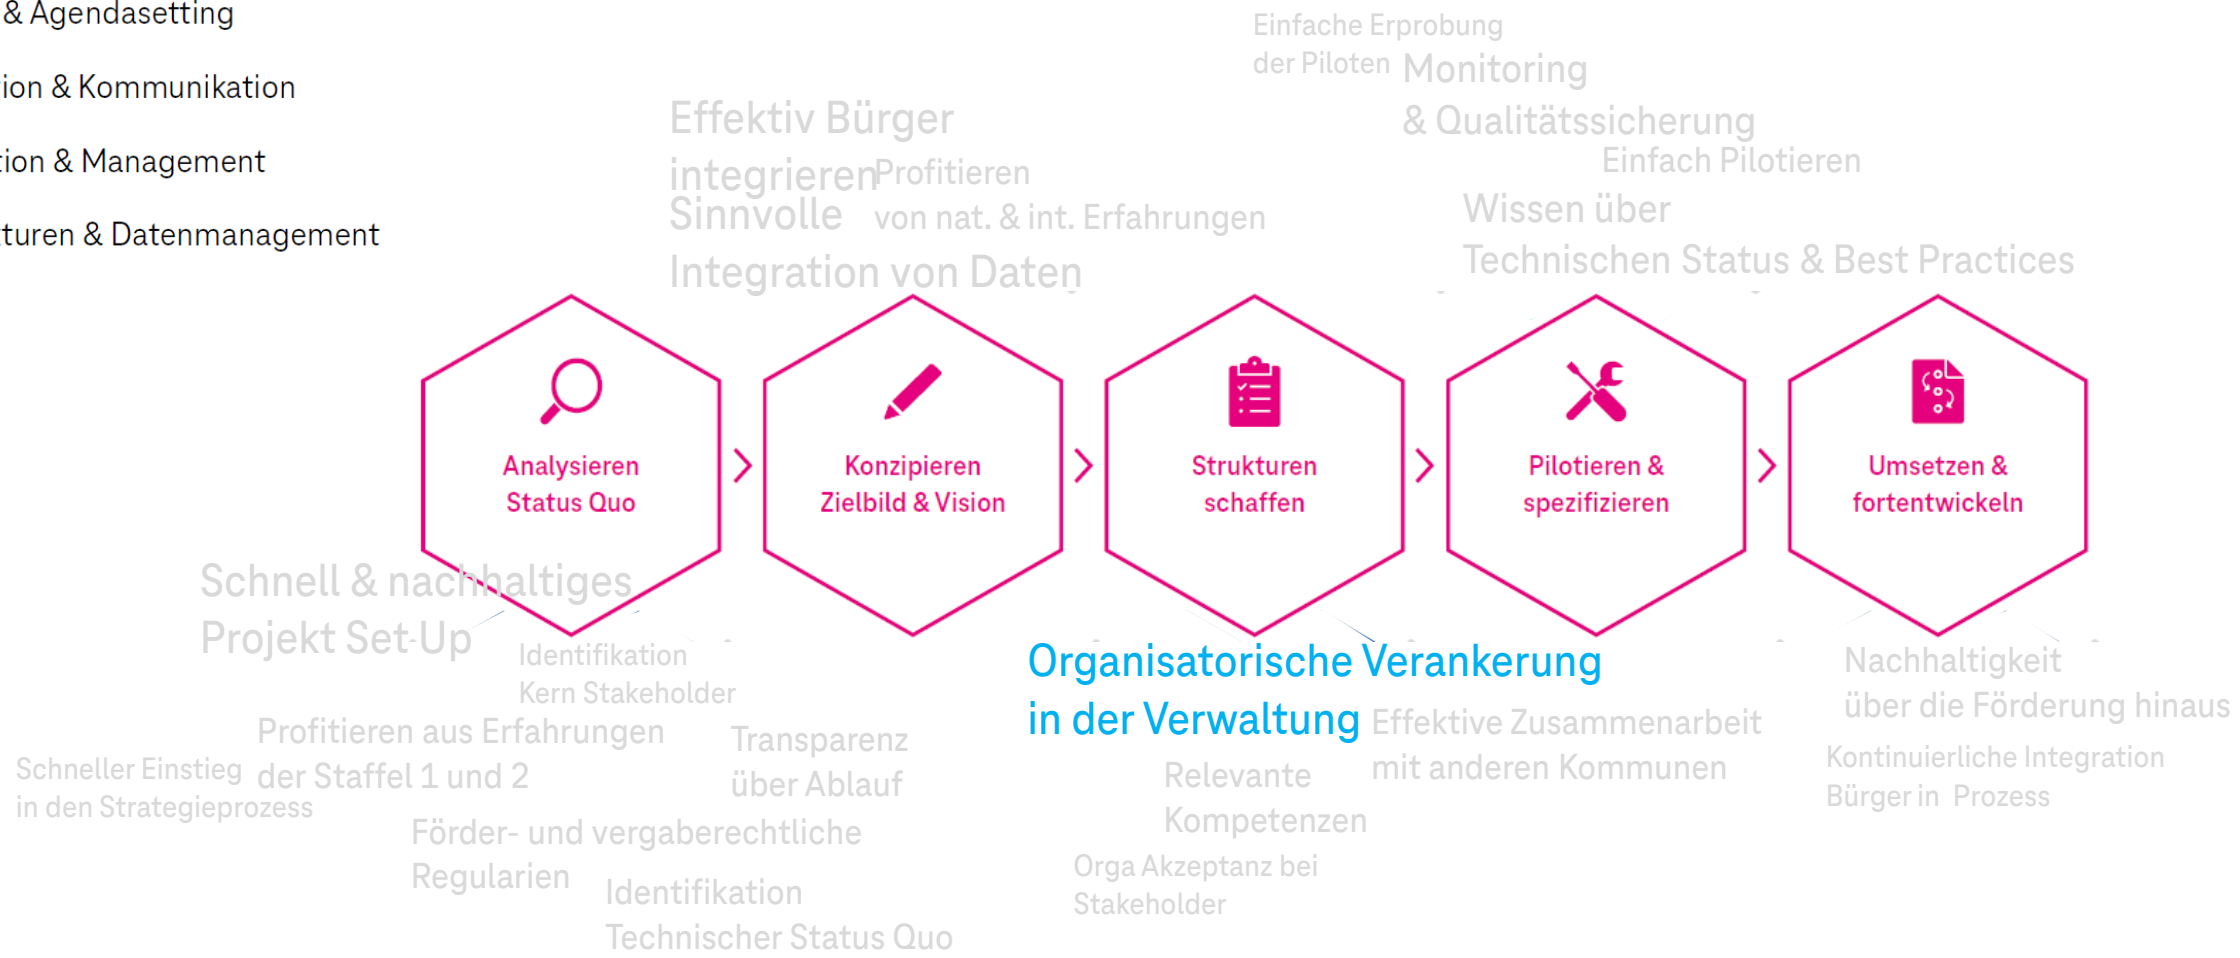 & Agendasetting
& Kommunikation
& Management
& Datenmanagement
Einfache Erprobung
der Piloten
Monitoring
& Qualitätssicherung
Einfach Pilotieren
Wissen über
Technischen Status & Best Practices
Effektiv Bürger
integrieren
Profitieren
von nat. & int. Erfahrungen
Sinnvolle
Integration von Daten
Analysieren
Status Quo
Konzipieren
Zielbild & Vision
Strukturen
schaffen
Pilotieren &
spezifizieren
Umsetzen &
fortentwickeln
Schnell & nachhaltiges
Projekt Set-Up
Identifikation
Kern Stakeholder
Profitieren aus Erfahrungen
der Staffel 1 und 2
Schneller Einstieg
in den Strategieprozess
Transparenz
über Ablauf
Förder- und vergaberechtliche
Regularien
Identifikation
Technischer Status Quo
Organisatorische Verankerung
in der Verwaltung
Effektive Zusammenarbeit
mit anderen Kommunen
Relevante
Kompetenzen
Orga Akzeptanz bei
Stakeholder
Nachhaltigkeit
über die Förderung hinaus
Kontinuierliche Integration
Bürger in  Prozess